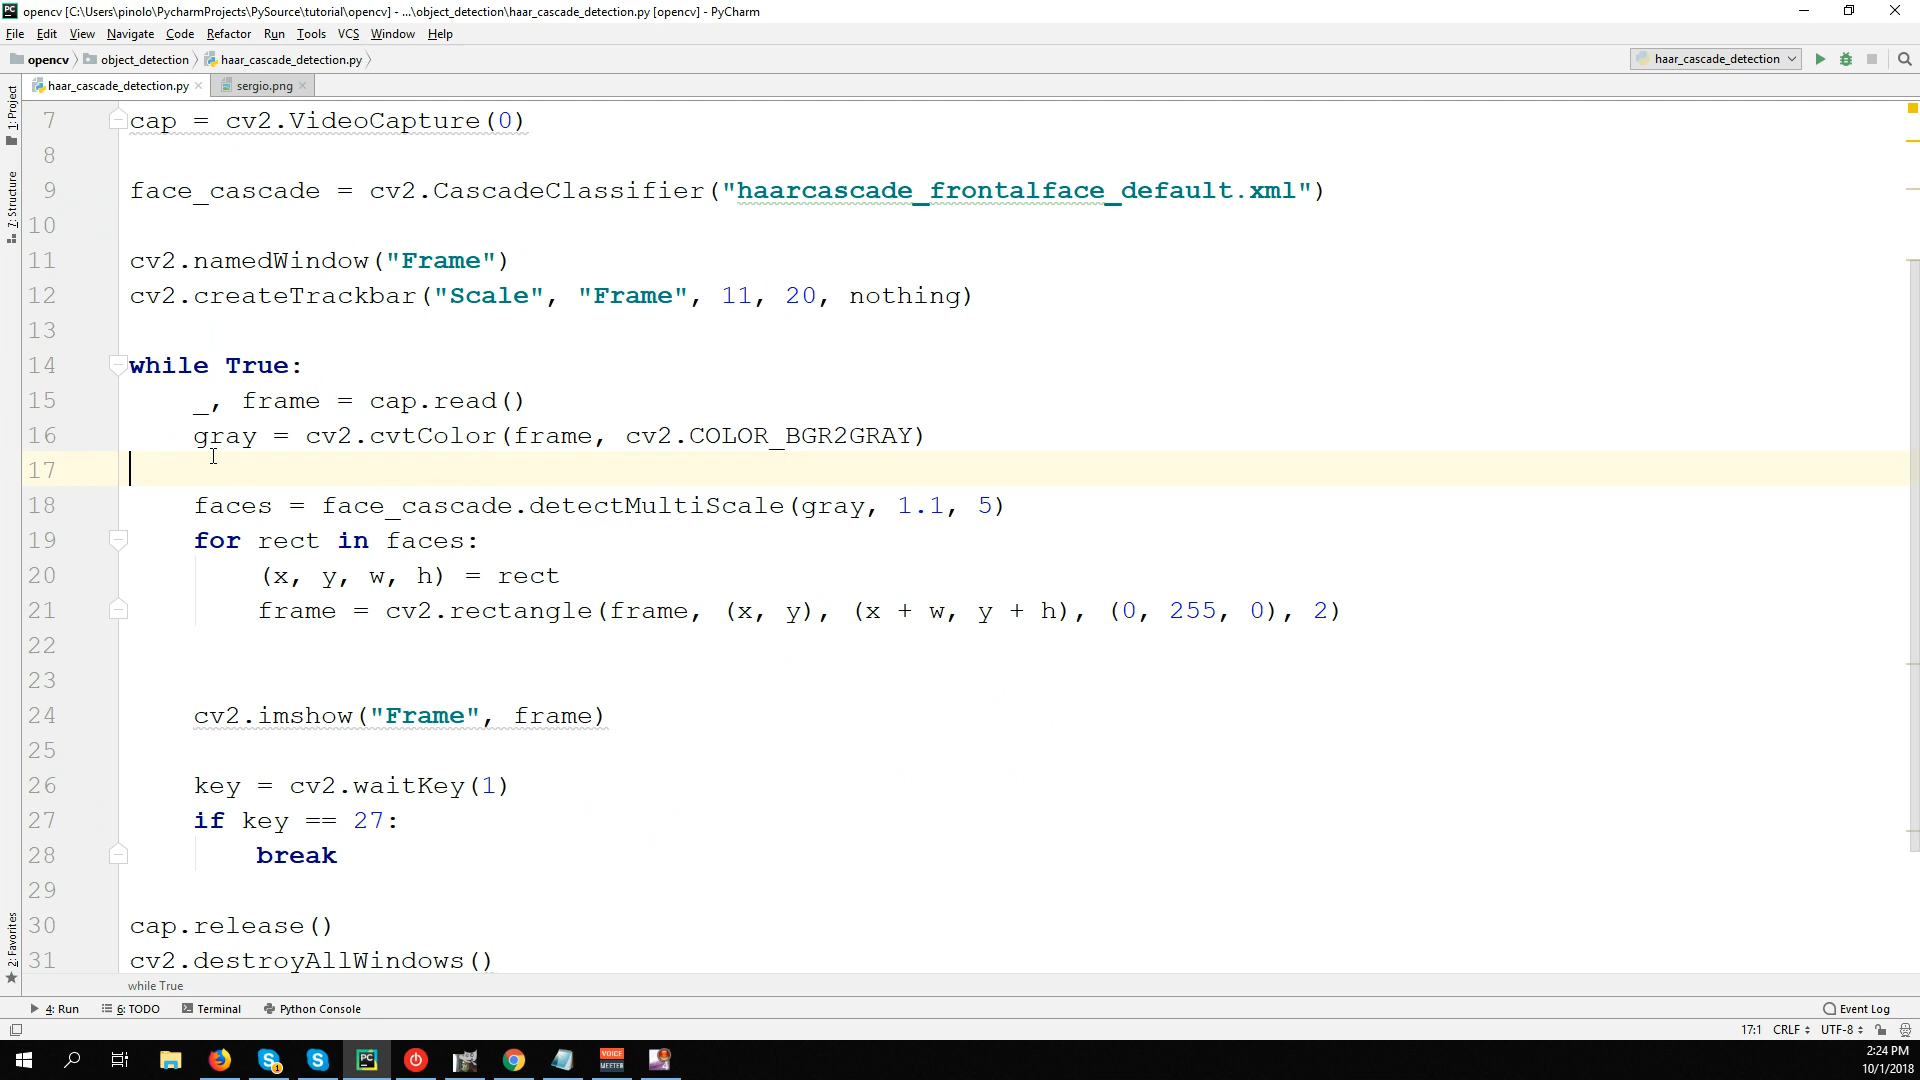 opencv [C:\Users\pinolo\PycharmProjects\PySource\tutorial\opencv] - ...\object_detection\haar_cascade_detection.py [opencv] - PyCharm
File Edit View Navigate Code Refactor Run Tools VCS Window Help
opencv object_detection haar_cascade_detection.py haar_cascade_detection
haar_cascade_detection.py sergio.png
1: Project
7: Structure
2: Favorites
7 cap = cv2.VideoCapture(0)
8
9 face_cascade = cv2.CascadeClassifier("haarcascade_frontalface_default.xml")
10
11 cv2.namedWindow("Frame")
12 cv2.createTrackbar("Scale", "Frame", 11, 20, nothing)
13
14 while True:
15 _, frame = cap.read()
16 gray = cv2.cvtColor(frame, cv2.COLOR_BGR2GRAY)
17
18 faces = face_cascade.detectMultiScale(gray, 1.1, 5)
19 for rect in faces:
20 (x, y, w, h) = rect
21 frame = cv2.rectangle(frame, (x, y), (x + w, y + h), (0, 255, 0), 2)
22
23
24 cv2.imshow("Frame", frame)
25
26 key = cv2.waitKey(1)
27 if key == 27:
28 break
29
30 cap.release()
31 cv2.destroyAllWindows()
while True
4: Run 6: TODO Terminal Python Console Event Log
17:1 CRLF UTF-8
VOICE
MEETER
2:24 PM
10/1/2018